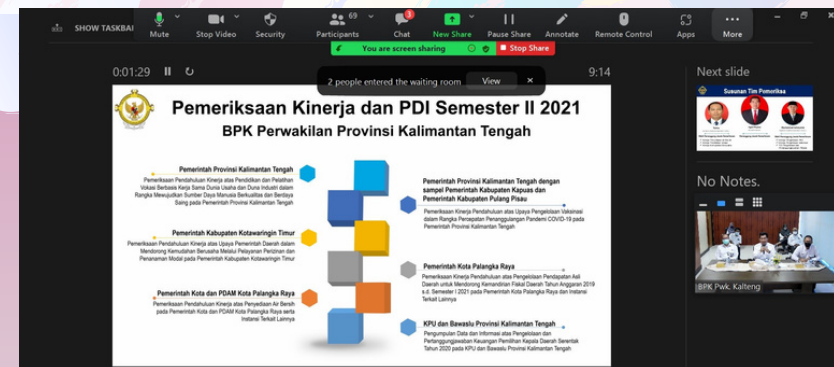 SHOW TASKBAR
69
3
Mute Stop Video Security Participants Chat New Share Pause Share Annotate Remote Control Apps More
You are screen sharing Stop Share
0:01:29
9:14
2 people entered the waiting room View
Pemeriksaan Kinerja dan PDI Semester II 2021
BPK Perwakilan Provinsi Kalimantan Tengah
Pemerintah Provinsi Kalimantan Tengah
Pemeriksaan Pendahuluan Kinerja atas Pendidikan dan Pelatihan
Vokasi Berbasis Kerja Sama Dunia Usaha dan Dunia Industri dalam
Rangka Mewujudkan Sumber Daya Manusia Berkualitas dan Berdaya
Saing pada Pemerintah Provinsi Kalimantan Tengah
Pemerintah Provinsi Kalimantan Tengah dengan
sampel Pemerintah Kabupaten Kapuas dan
Pemerintah Kabupaten Pulang Pisau
Pemeriksaan Kinerja Pendahuluan atas Upaya Pengelolaan Vaksinasi
dalam Rangka Percepatan Penanggulangan Pandemi COVID-19 pada
Pemerintah Provinsi Kalimantan Tengah
Pemerintah Kabupaten Kotawaringin Timur
Pemeriksaan Pendahuluan Kinerja atas Upaya Pemerintah Daerah dalam
Mendorong Kemudahan Berusaha Melalui Pelayanan Perizinan dan
Penanaman Modal pada Pemerintah Kabupaten Kotawaringin Timur
Pemerintah Kota Palangka Raya
Pemeriksaan Kinerja Pendahuluan atas Pengelolaan Pendapatan Asli
Daerah untuk Mendorong Kemandirian Fiskal Daerah Tahun Anggaran 2019
s.d. Semester I 2021 pada Pemerintah Kota Palangka Raya dan Instansi
Terkait Lainnya
Pemerintah Kota dan PDAM Kota Palangka Raya
Pemeriksaan Pendahuluan Kinerja atas Penyediaan Air Bersih
pada Pemerintah Kota dan PDAM Kota Palangka Raya serta
Instansi Terkait Lainnya
KPU dan Bawaslu Provinsi Kalimantan Tengah
Pengumpulan Data dan Informasi atas Pengelolaan dan
Pertanggungjawaban Keuangan Pemilihan Kepala Daerah Serentak
Tahun 2020 pada KPU dan Bawaslu Provinsi Kalimantan Tengah
Next slide
Susunan Tim Pemeriksa
No Notes.
BPK Pwk. Kalteng